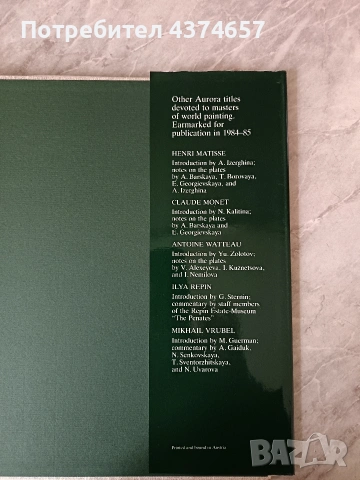 Потребител 4374657
Other Aurora titles
devoted to masters
of world painting.
Earmarked for
publication in 1984–85
HENRI MATISSE
Introduction by A. Izerghina;
notes on the plates
by A. Barskaya, T. Borovaya,
E. Georgievskaya, and
A. Izerghina
CLAUDE MONET
Introduction by N. Kalitina;
notes on the plates
by A. Barskaya and
E. Georgievskaya
ANTOINE WATTEAU
Introduction by Yu. Zolotov;
notes on the plates
by V. Alexeyeva, I. Kuznetsova,
and I. Nemilova
ILYA REPIN
Introduction by G. Sternin;
commentary by staff members
of the Repin Estate-Museum
"The Penates"
MIKHAIL VRUBEL
Introduction by M. Guerman;
commentary by A. Gaiduk,
N. Senkovskaya,
T. Sventorzhitskaya,
and N. Uvarova
Printed and bound in Austria
BAZAR
bg